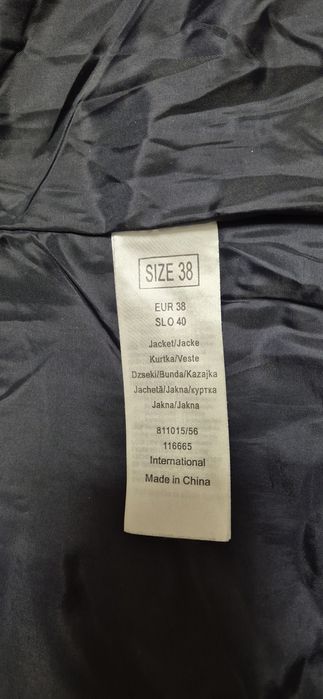 SIZE 38
EUR 38
SLO 40
Jacket/Jacke
Kurtka/Veste
Dzseki/Bunda/Kazajka
Jachetă/Jakna/куртка
Jakna/Jakna
811015/56
116665
International
Made in China